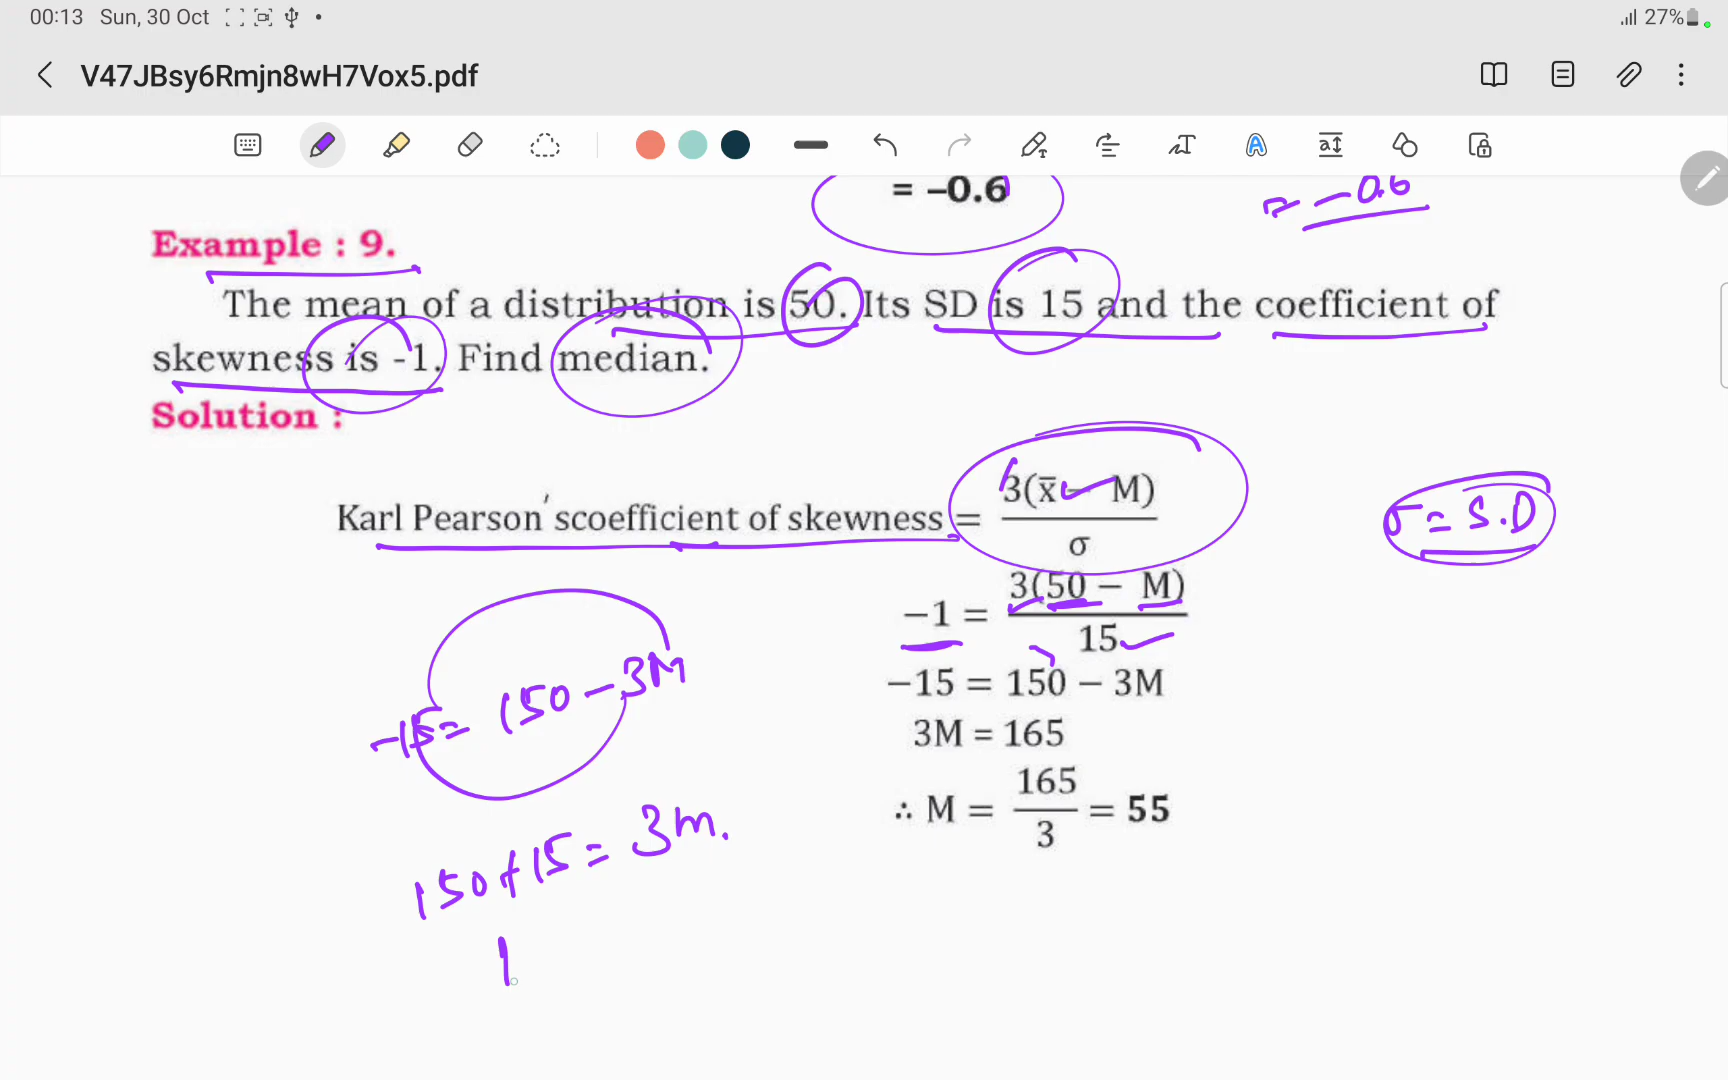 00:13 Sun, 30 Oct
27%
V47JBsy6Rmjn8wH7Vox5.pdf
= –0.6
= -0.6
Example : 9.
The mean of a distribution is 50. Its SD is 15 and the coefficient of
skewness is -1. Find median.
Solution :
Karl Pearson'scoefficient of skewness = 3(x̄ – M) / σ
σ = S.D
−1 = 3(50 − M) / 15
−15 = 150 − 3M
-15 = 150 - 3M
3M = 165
∴ M = 165 / 3 = 55
150+15 = 3m.
1